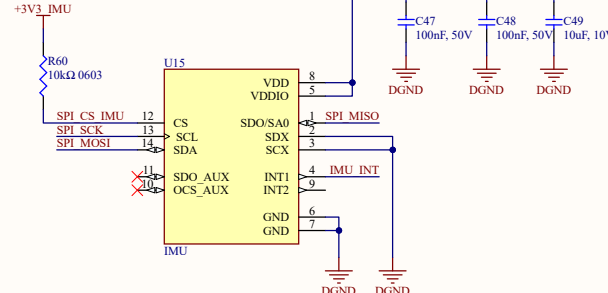 +3V3_IMU
R60
10kΩ 0603
C47
100nF, 50V
C48
100nF, 50V
C49
10uF, 10V
U15
VDD 8
VDDIO 5
SPI_CS_IMU 12 CS
SDO/SA0 1 SPI_MISO
SPI_SCK 13 SCL
SDX 2
SPI_MOSI 14 SDA
SCX 3
11 SDO_AUX
INT1 4 IMU_INT
10 OCS_AUX
INT2 9
GND 6
GND 7
IMU
DGND
DGND
DGND
DGND
DGND